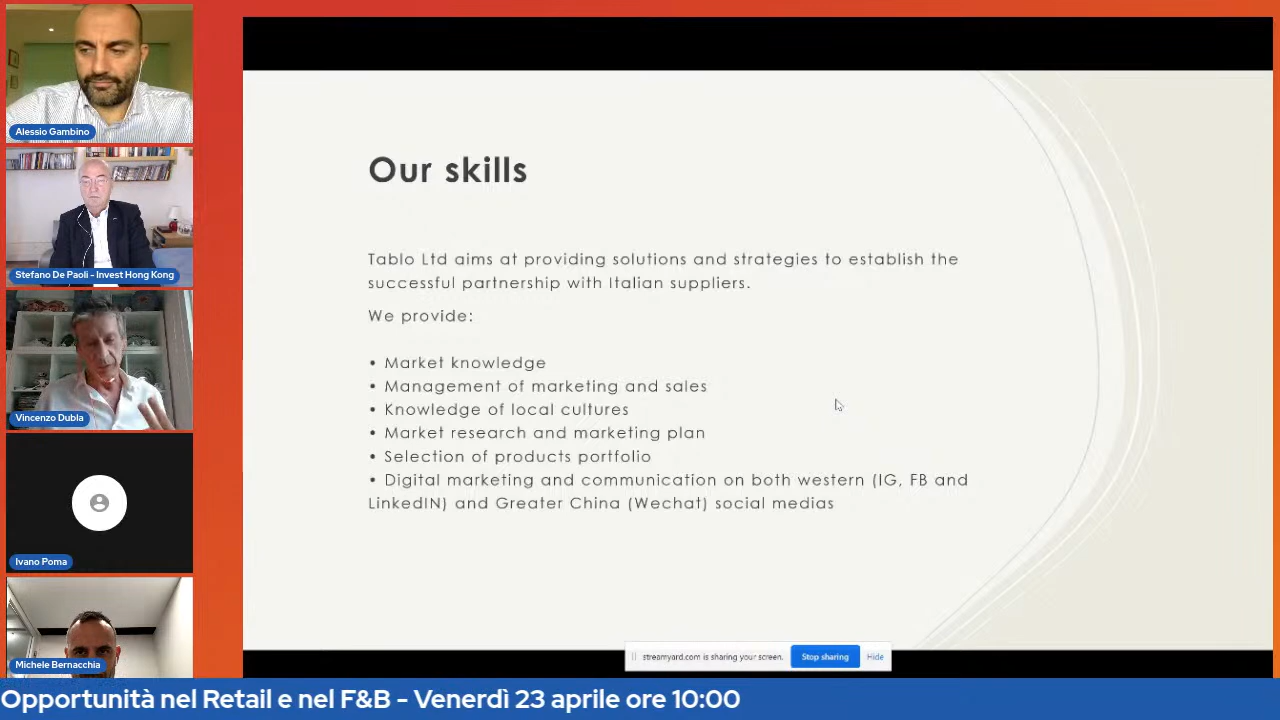 Alessio Gambino
Stefano De Paoli - Invest Hong Kong
Vincenzo Dubla
Ivano Poma
Michele Bernacchia
Our skills
Tablo Ltd aims at providing solutions and strategies to establish the
successful partnership with Italian suppliers.
We provide:
• Market knowledge
• Management of marketing and sales
• Knowledge of local cultures
• Market research and marketing plan
• Selection of products portfolio
• Digital marketing and communication on both western (IG, FB and
LinkedIN) and Greater China (Wechat) social medias
streamyard.com is sharing your screen. Stop sharing Hide
Opportunità nel Retail e nel F&B - Venerdì 23 aprile ore 10:00